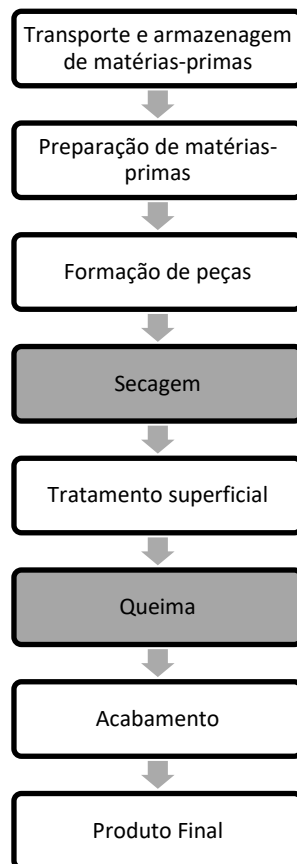 Transporte e armazenagem
de matérias-primas
Preparação de matérias-
primas
Formação de peças
Secagem
Tratamento superficial
Queima
Acabamento
Produto Final